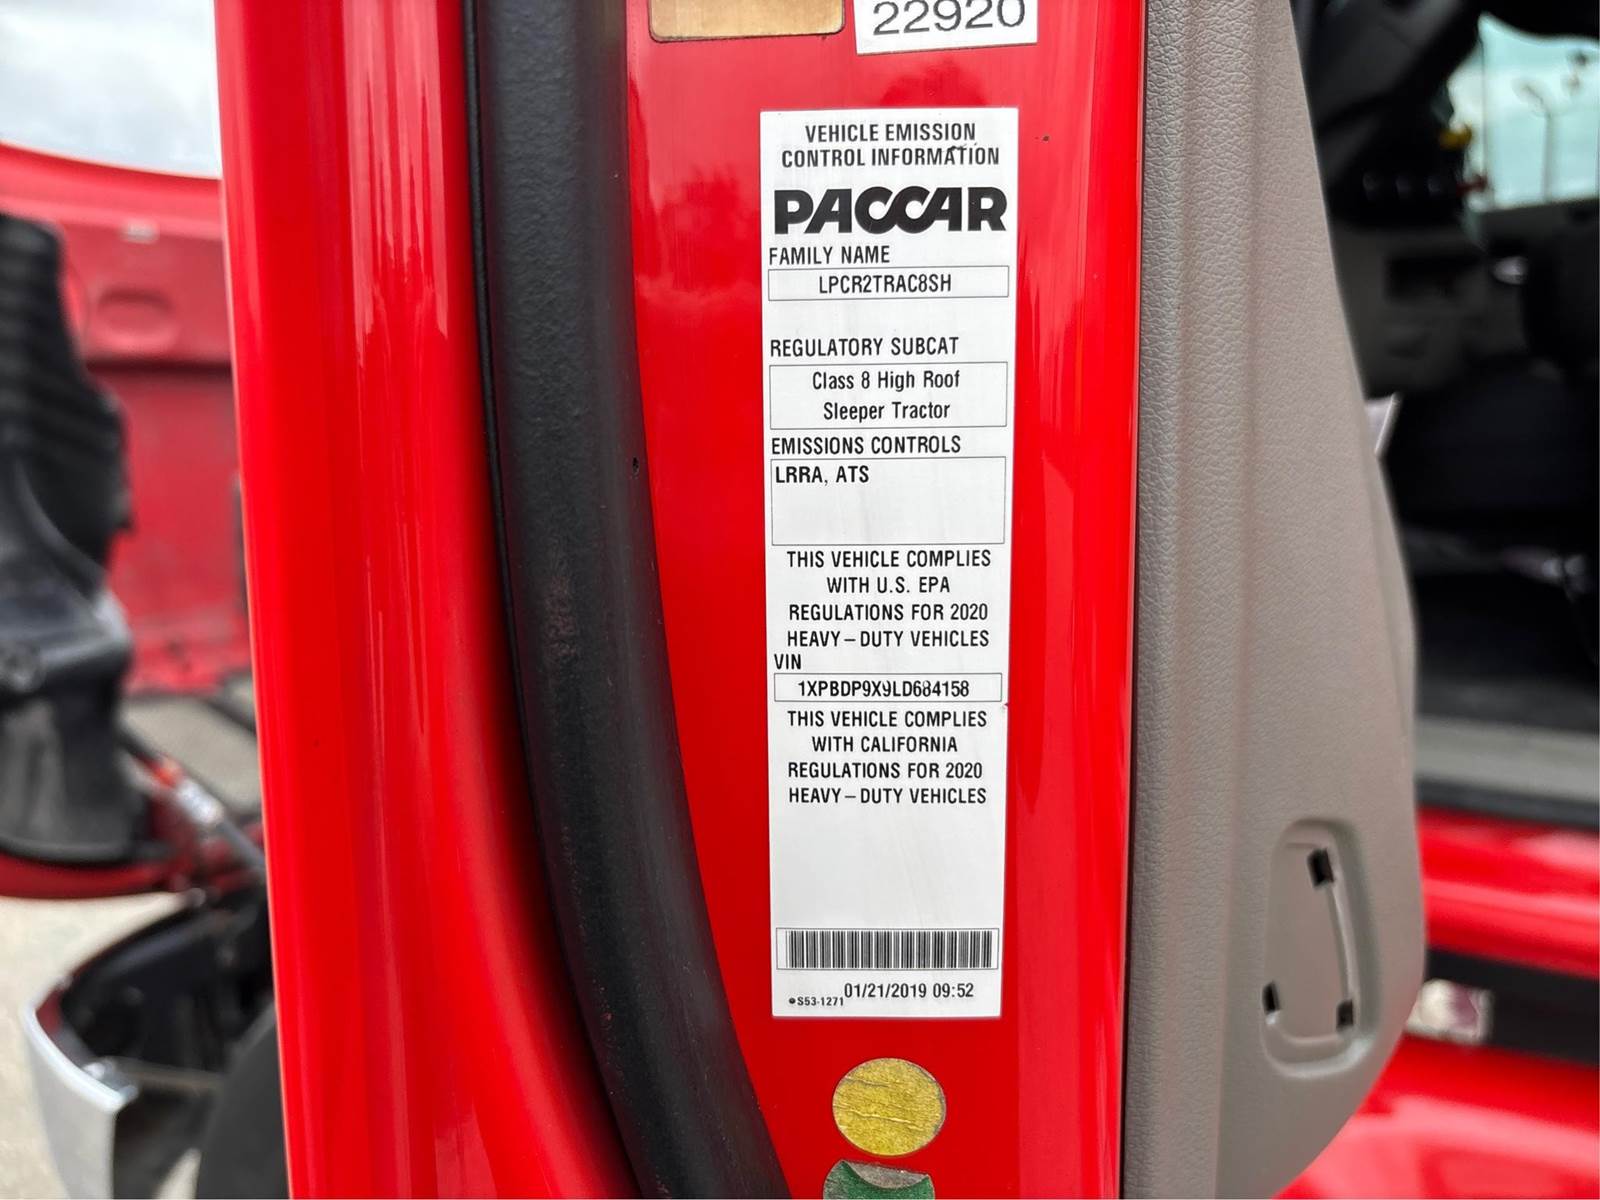 22920
VEHICLE EMISSION
CONTROL INFORMATION
PACCAR
FAMILY NAME
LPCR2TRAC8SH
REGULATORY SUBCAT
Class 8 High Roof
Sleeper Tractor
EMISSIONS CONTROLS
LRRA, ATS
THIS VEHICLE COMPLIES
WITH U.S. EPA
REGULATIONS FOR 2020
HEAVY – DUTY VEHICLES
VIN
1XPBDP9X9LD684158
THIS VEHICLE COMPLIES
WITH CALIFORNIA
REGULATIONS FOR 2020
HEAVY – DUTY VEHICLES
S53-1271 01/21/2019 09:52